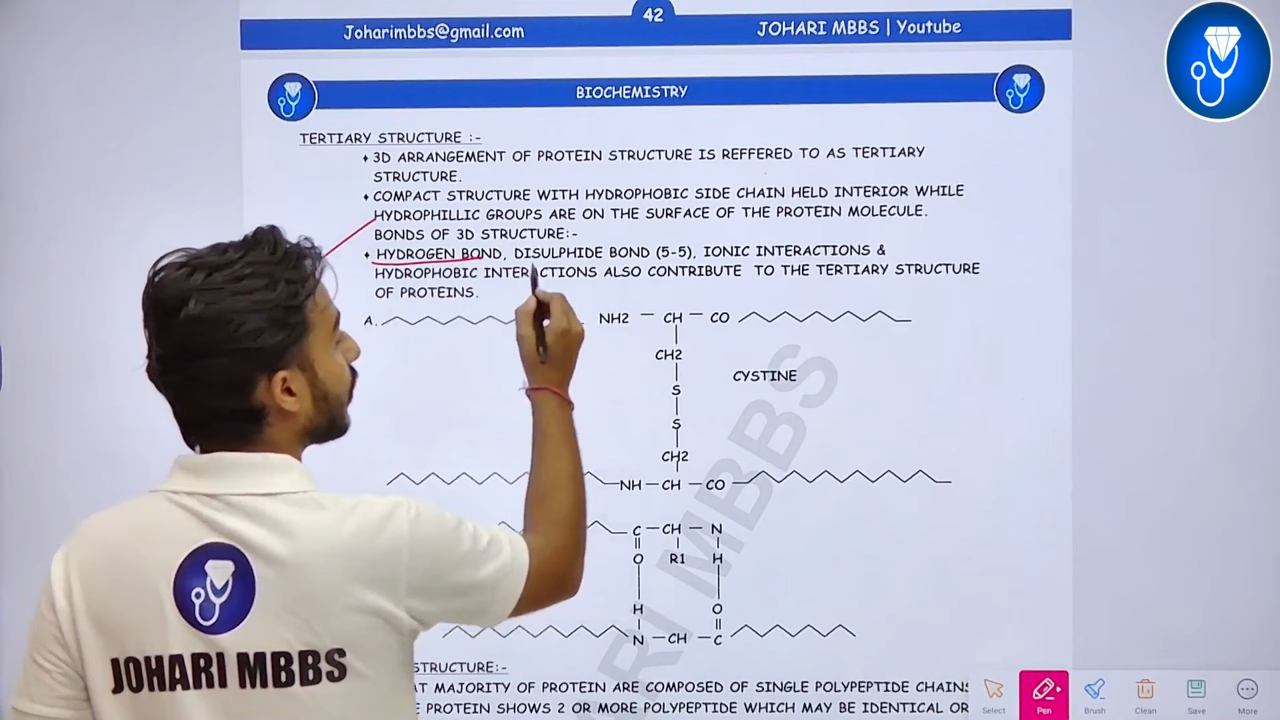 42
Joharimbbs@gmail.com
JOHARI MBBS | Youtube
BIOCHEMISTRY
TERTIARY STRUCTURE :-
♦ 3D ARRANGEMENT OF PROTEIN STRUCTURE IS REFFERED TO AS TERTIARY
STRUCTURE.
♦ COMPACT STRUCTURE WITH HYDROPHOBIC SIDE CHAIN HELD INTERIOR WHILE
HYDROPHILLIC GROUPS ARE ON THE SURFACE OF THE PROTEIN MOLECULE.
BONDS OF 3D STRUCTURE:-
♦ HYDROGEN BOND, DISULPHIDE BOND (5-5), IONIC INTERACTIONS &
HYDROPHOBIC INTERACTIONS ALSO CONTRIBUTE TO THE TERTIARY STRUCTURE
OF PROTEINS.
A. NH2 — CH — CO
CH2
CYSTINE
S
S
CH2
NH — CH — CO
C — CH — N
O R1 H
H O
N — CH — C
STRUCTURE:-
MAJORITY OF PROTEIN ARE COMPOSED OF SINGLE POLYPEPTIDE CHAINS
PROTEIN SHOWS 2 OR MORE POLYPEPTIDE WHICH MAY BE IDENTICAL OR
JOHARI MBBS
Select Pen Brush Clean Save More